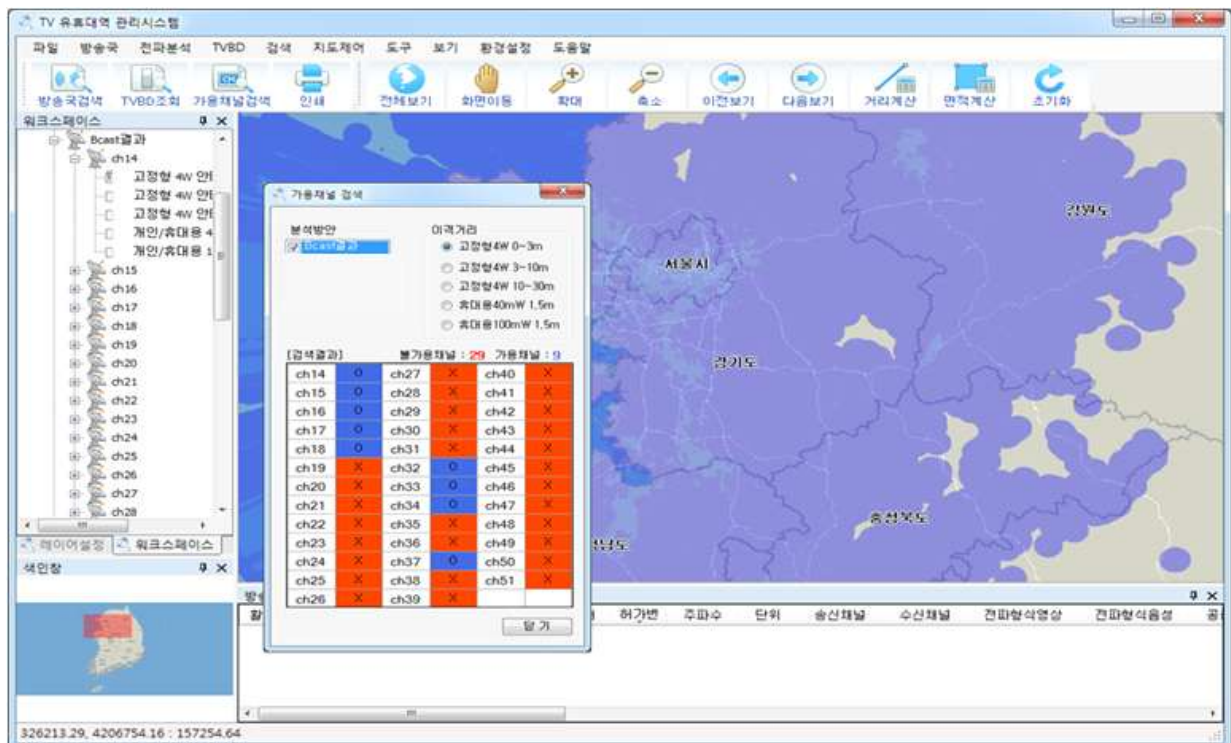 TV 유휴대역 관리시스템
파일 방송국 전파분석 TVBD 검색 지도제어 도구 보기 환경설정 도움말
방송국검색 TVBD조회 가용채널검색 인쇄 전체보기 화면이동 확대 축소 이전보기 다음보기 거리계산 면적계산 초기화
워크스페이스
Bcast결과
ch14
고정형 4W 안
고정형 4W 안
고정형 4W 안
개인/휴대용 4
개인/휴대용 1
ch15
ch16
ch17
ch18
ch19
ch20
ch21
ch22
ch23
ch24
ch25
ch26
ch27
ch28
레이어설정 워크스페이스
색인창
가용채널 검색
분석방안
Bcast결과
이격거리
고정형4W 0~3m
고정형4W 3~10m
고정형4W 10~30m
휴대용40mW 1,5m
휴대용100mW 1,5m
[검색결과] 불가용채널 : 29 가용채널 : 9
ch14 O ch27 X ch40 X
ch15 O ch28 X ch41 X
ch16 O ch29 X ch42 X
ch17 O ch30 X ch43 X
ch18 O ch31 X ch44 X
ch19 X ch32 O ch45 X
ch20 X ch33 O ch46 X
ch21 X ch34 O ch47 X
ch22 X ch35 X ch48 X
ch23 X ch36 X ch49 X
ch24 X ch37 O ch50 X
ch25 X ch38 X ch51 X
ch26 X ch39 X
닫기
강원도
서울시
경기도
충청북도
남도
방송
허가번 주파수 단위 송신채널 수신채널 전파형식영상 전파형식음성
326213.29, 4206754.16 : 157254.64